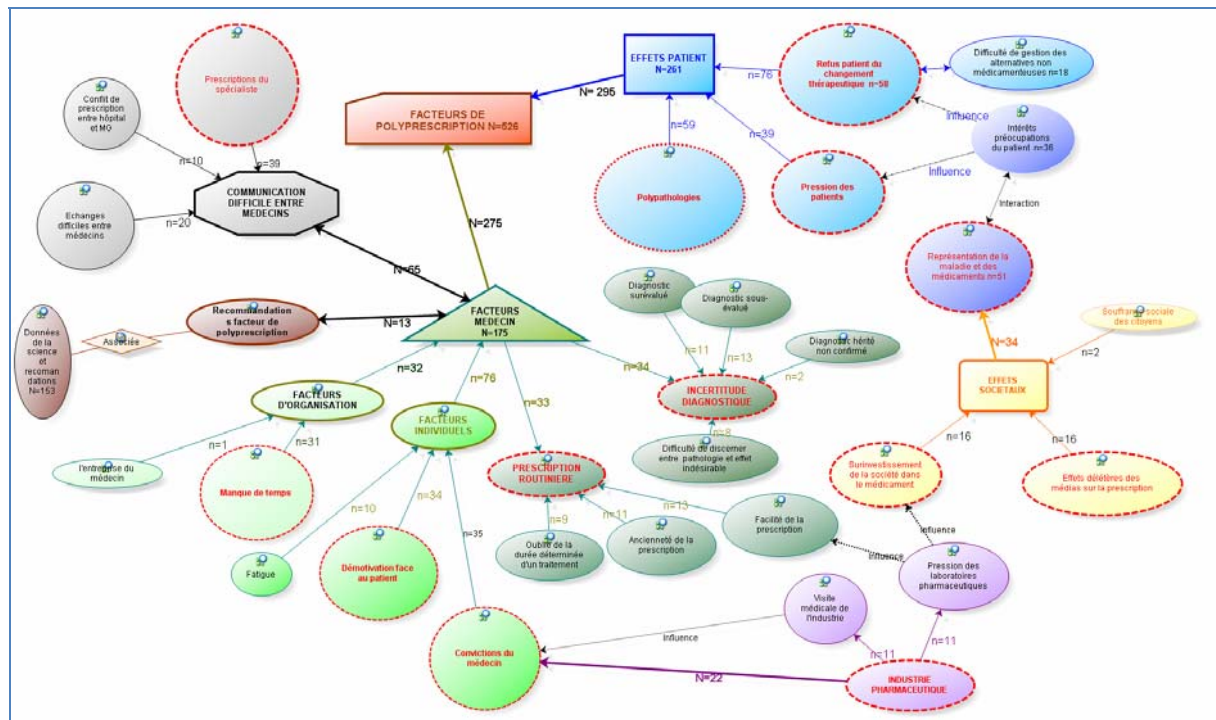 Prescriptions du
spécialiste
Conflit de
prescription
entre hôpital
et MG
n=10
n=39
COMMUNICATION
DIFFICILE ENTRE
MEDECINS
Echanges
difficiles entre
médecins
n=20
FACTEURS DE
POLYPRESCRIPTION N=526
N= 295
EFFETS PATIENT
N=261
n=76
Refus patient du
changement
thérapeutique n=58
Difficulté de gestion des
alternatives non
médicamenteuses n=18
Influence
Intérêts
préoccupations
du patient n=36
n=59
n=39
Polypathologies
Pression des
patients
Influence
Interaction
Représentation de la
maladie et des
médicaments n=51
N=275
N=65
N=13
FACTEURS
MEDECIN
N=175
Recommandation
s facteur de
polyprescription
Associée
Données
de la
science et
recoman
dations
N=153
Diagnostic
surévalué
Diagnostic sous-
évalué
Diagnostic hérité
non confirmé
n=11
n=13
n=2
n=34
INCERTITUDE
DIAGNOSTIQUE
n=8
Difficulté de discerner
entre pathologie et effet
indésirable
Souffrance sociale
des citoyens
n=2
N=34
EFFETS
SOCIETAUX
n=16
n=16
Surinvestissement
de la société dans
le médicament
Effets délétères des
médias sur la prescription
n=32
n=76
n=33
FACTEURS
D'ORGANISATION
FACTEURS
INDIVIDUELS
n=1
n=31
l'entreprise du
médecin
Manque de temps
n=10
n=34
n=35
Fatigue
Démotivation face
au patient
PRESCRIPTION
ROUTINIERE
n=9
n=11
n=13
Oubli de la
durée déterminée
d'un traitement
Ancienneté de la
prescription
Facilité de la
prescription
Influence
Influence
Pression des
laboratoires
pharmaceutiques
Visite
médicale de
l'industrie
Influence
n=11
n=11
Convictions du
médecin
N=22
INDUSTRIE
PHARMACEUTIQUE